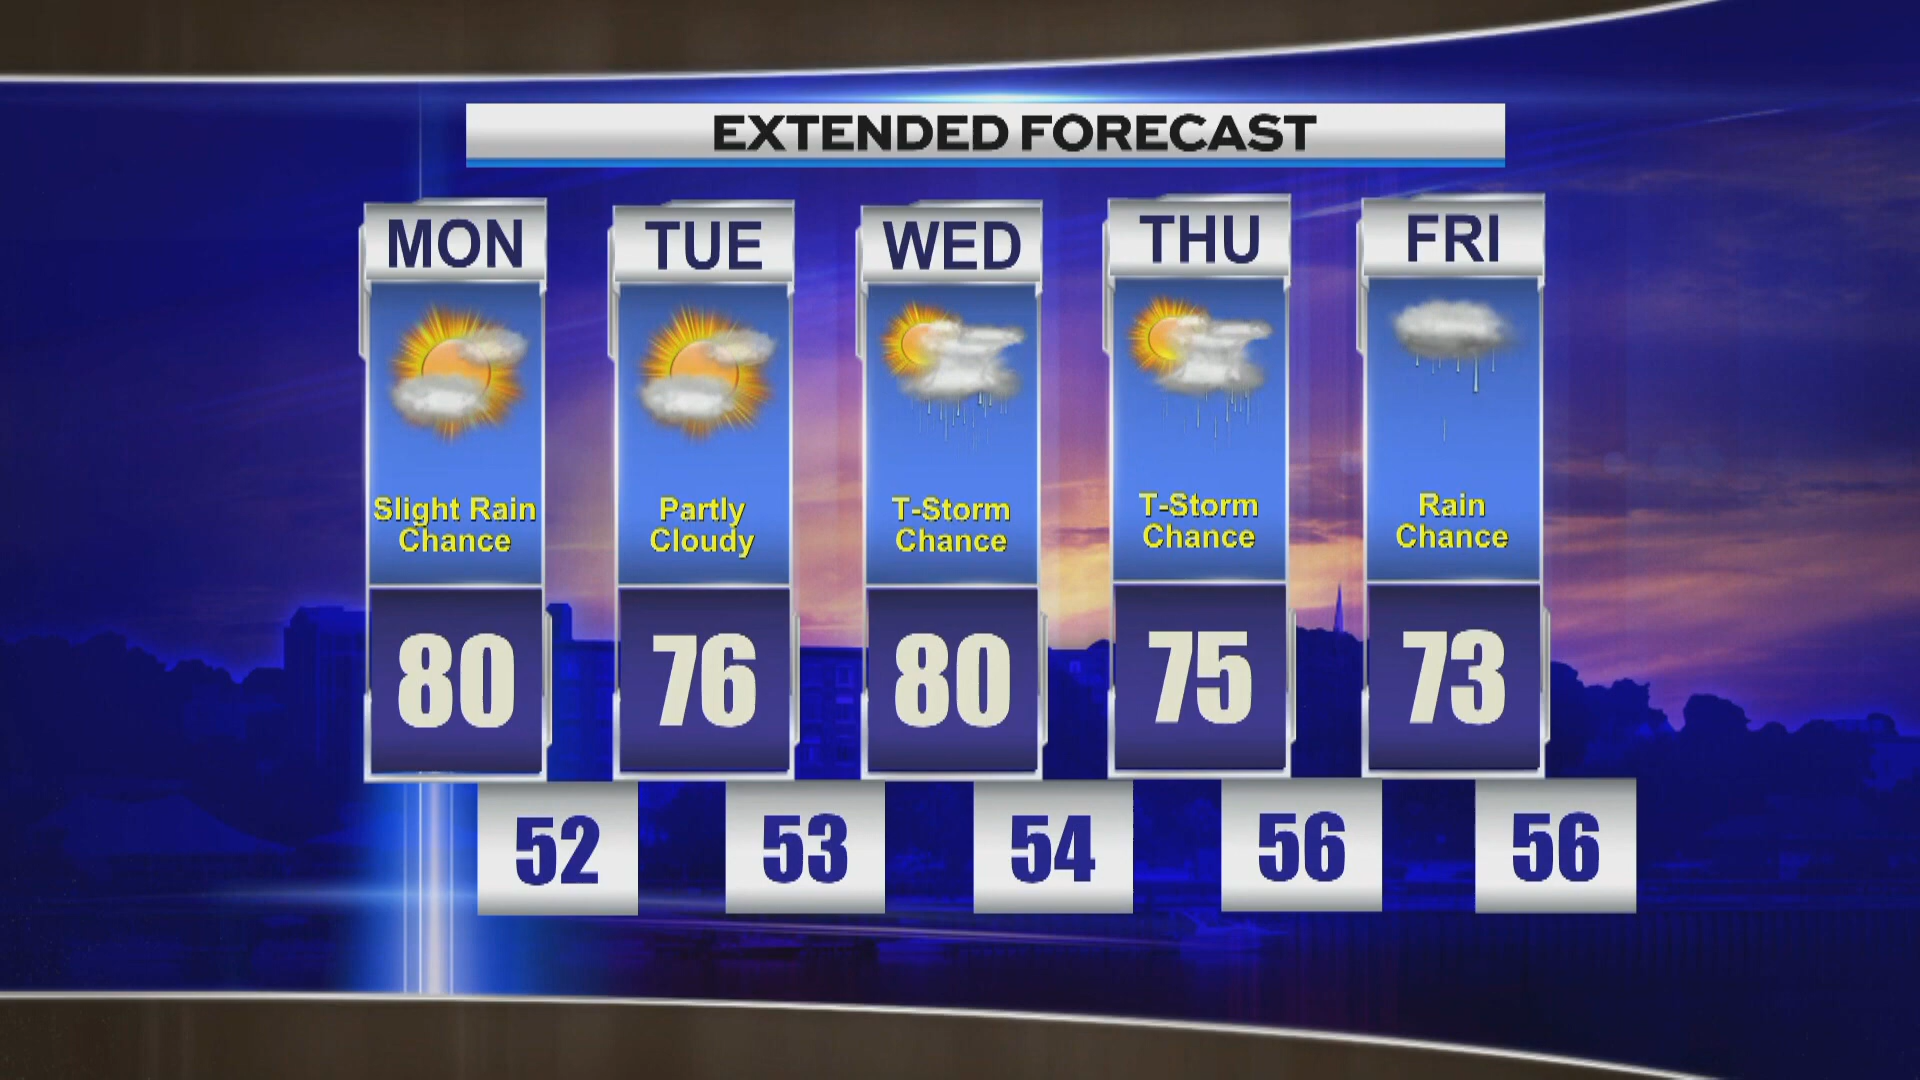 EXTENDED FORECAST
MON
TUE
WED
THU
FRI
Slight Rain
Chance
Partly
Cloudy
T-Storm
Chance
T-Storm
Chance
Rain
Chance
80
76
80
75
73
52
53
54
56
56